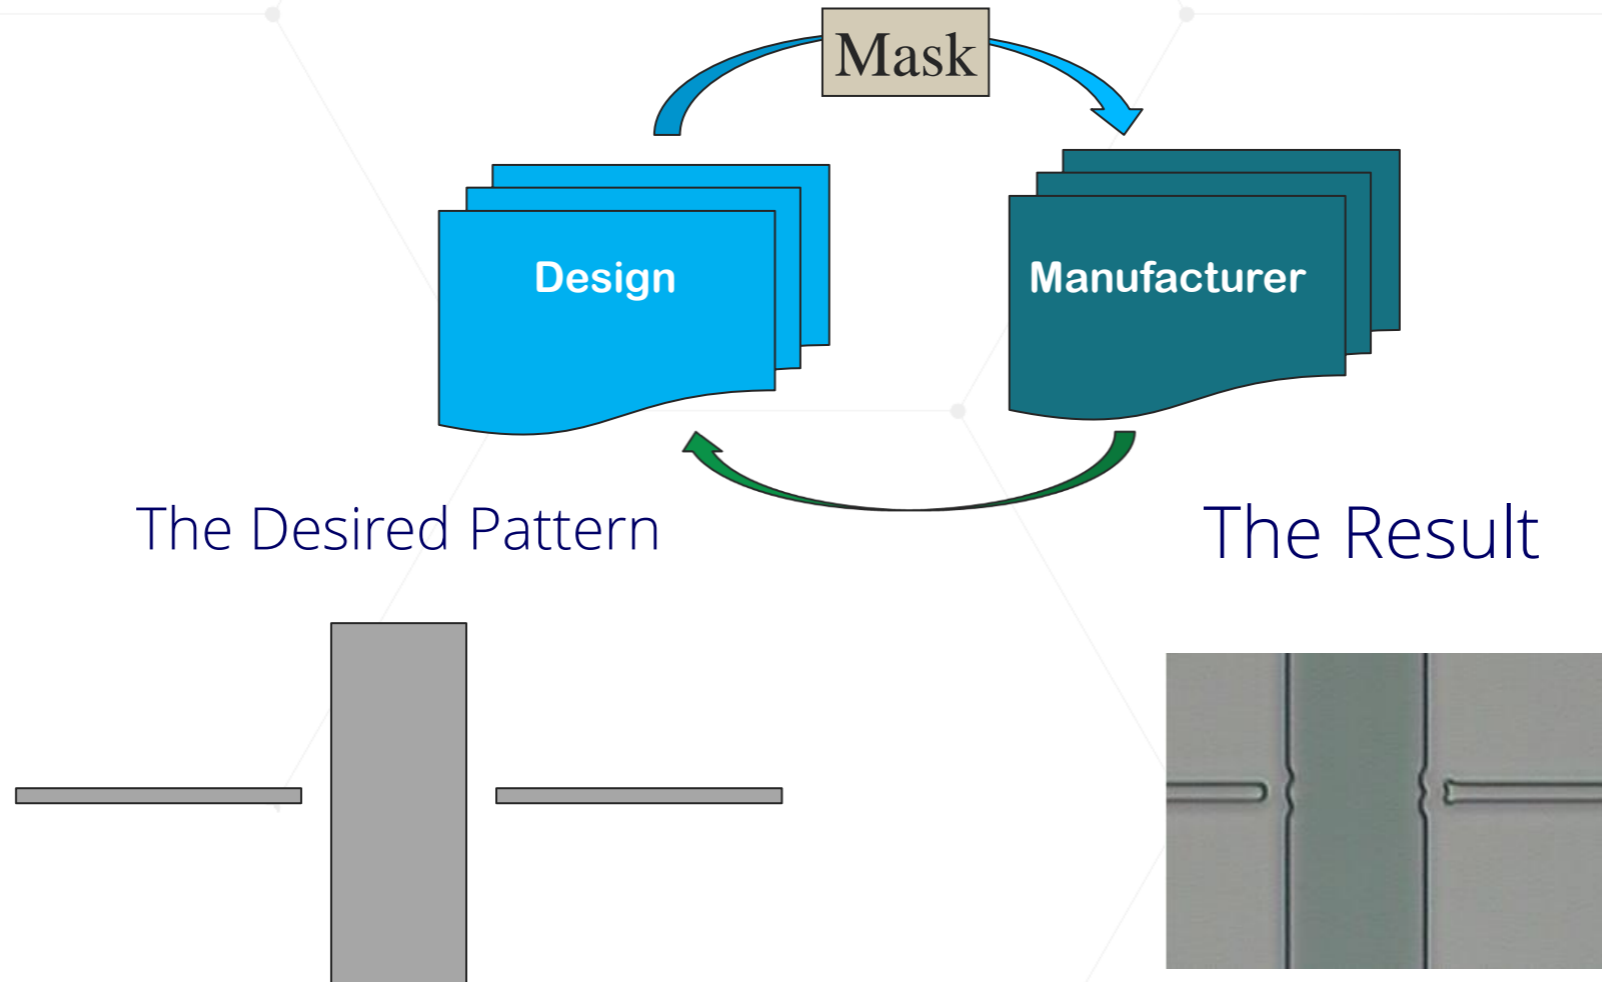 Mask
Design
Manufacturer
The Desired Pattern
The Result